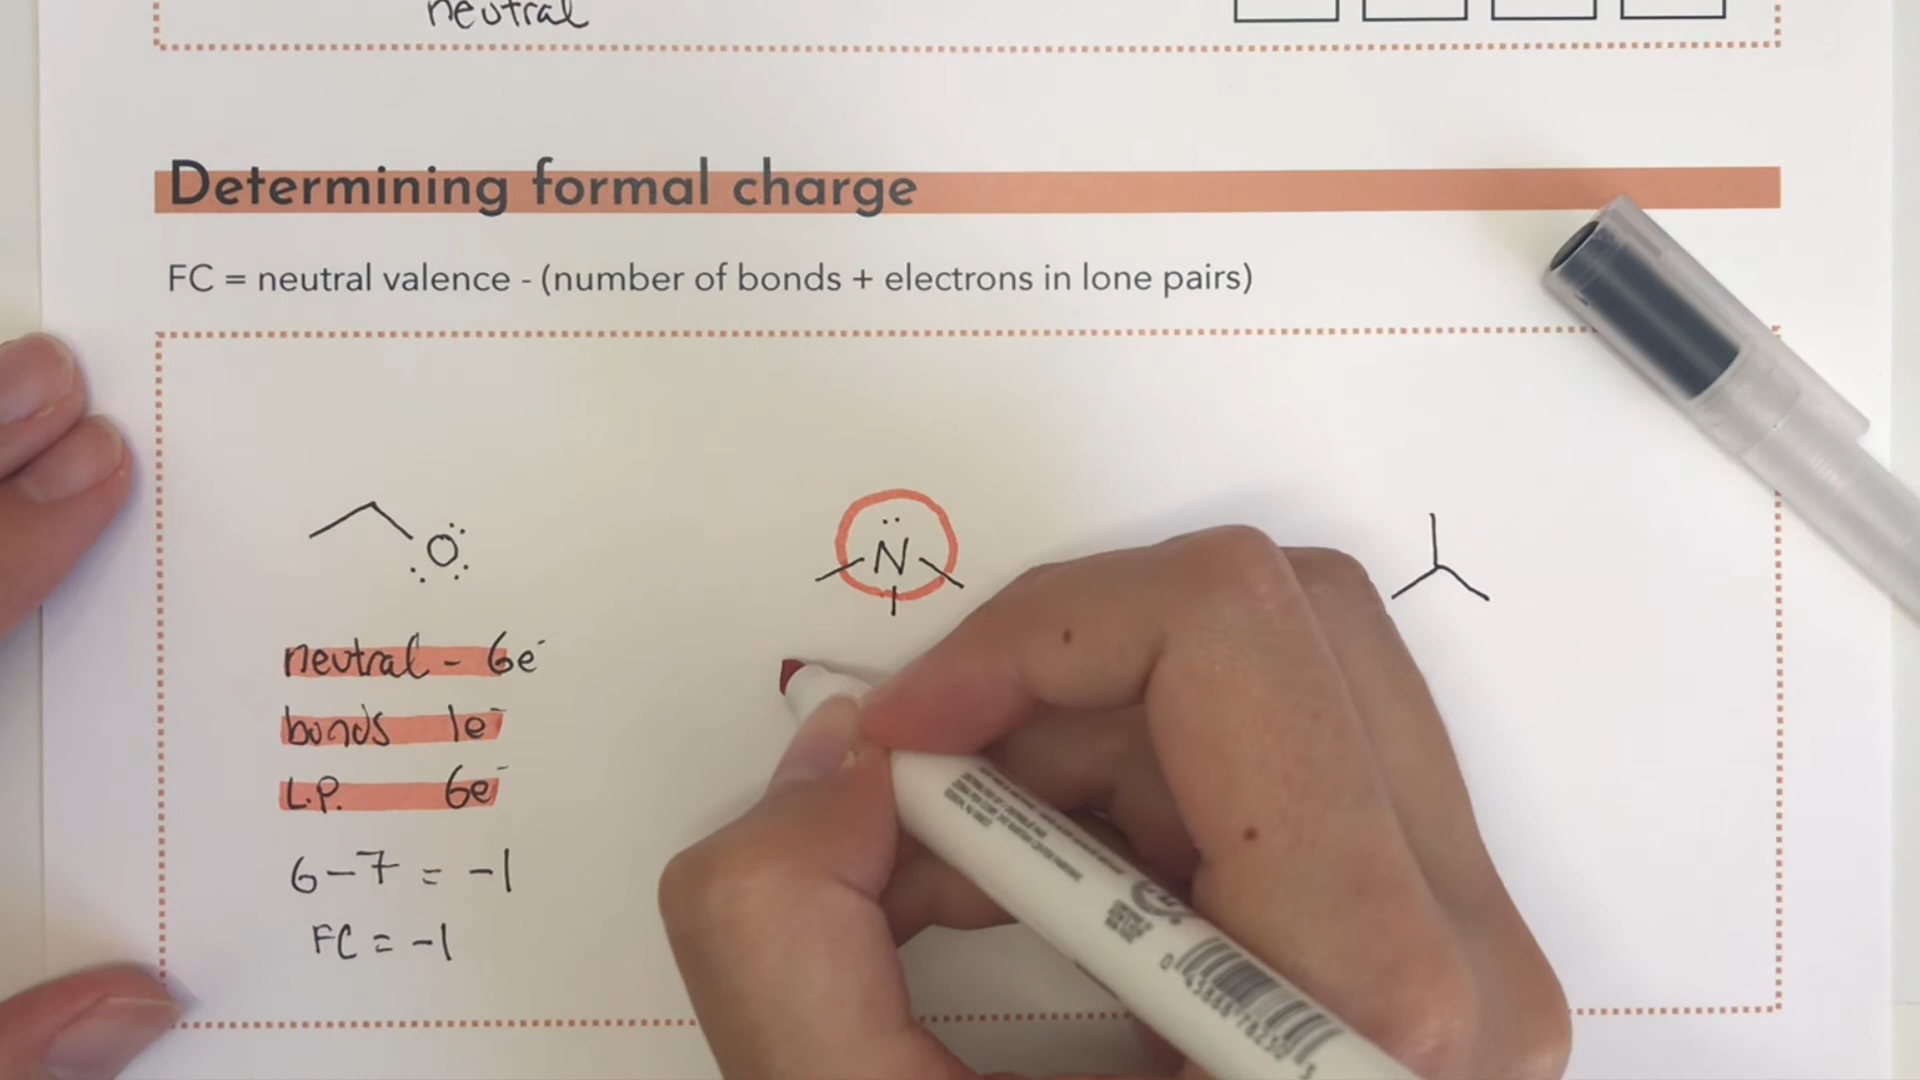 neutral
Determining formal charge
FC = neutral valence - (number of bonds + electrons in lone pairs)
O
N
neutral - 6e⁻
bonds 1e⁻
L.P. 6e⁻
6-7 = -1
FC = -1